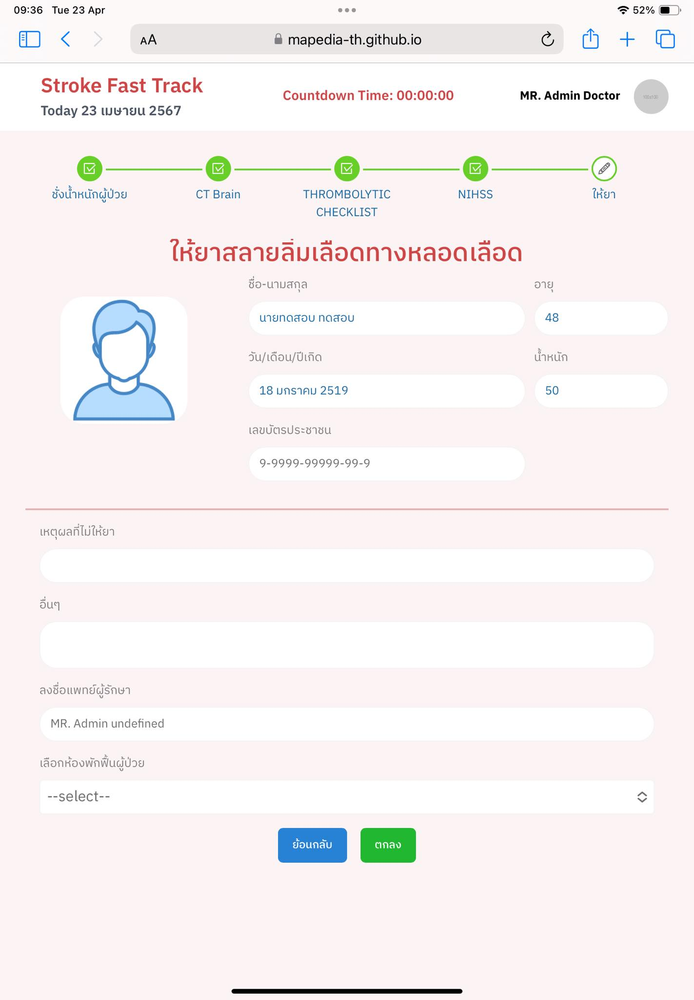 09:36 Tue 23 Apr
52%
AA
mapedia-th.github.io
Stroke Fast Track
Today 23 เมษายน 2567
Countdown Time: 00:00:00
MR. Admin Doctor
100x100
ชั่งน้ำหนักผู้ป่วย
CT Brain
THROMBOLYTIC
CHECKLIST
NIHSS
ให้ยา
ให้ยาสลายลิ่มเลือดทางหลอดเลือด
ชื่อ-นามสกุล
อายุ
นายทดสอบ ทดสอบ
48
วัน/เดือน/ปีเกิด
น้ำหนัก
18 มกราคม 2519
50
เลขบัตรประชาชน
9-9999-99999-99-9
เหตุผลที่ไม่ให้ยา
อื่นๆ
ลงชื่อแพทย์ผู้รักษา
MR. Admin undefined
เลือกห้องพักฟื้นผู้ป่วย
--select--
ย้อนกลับ
ตกลง